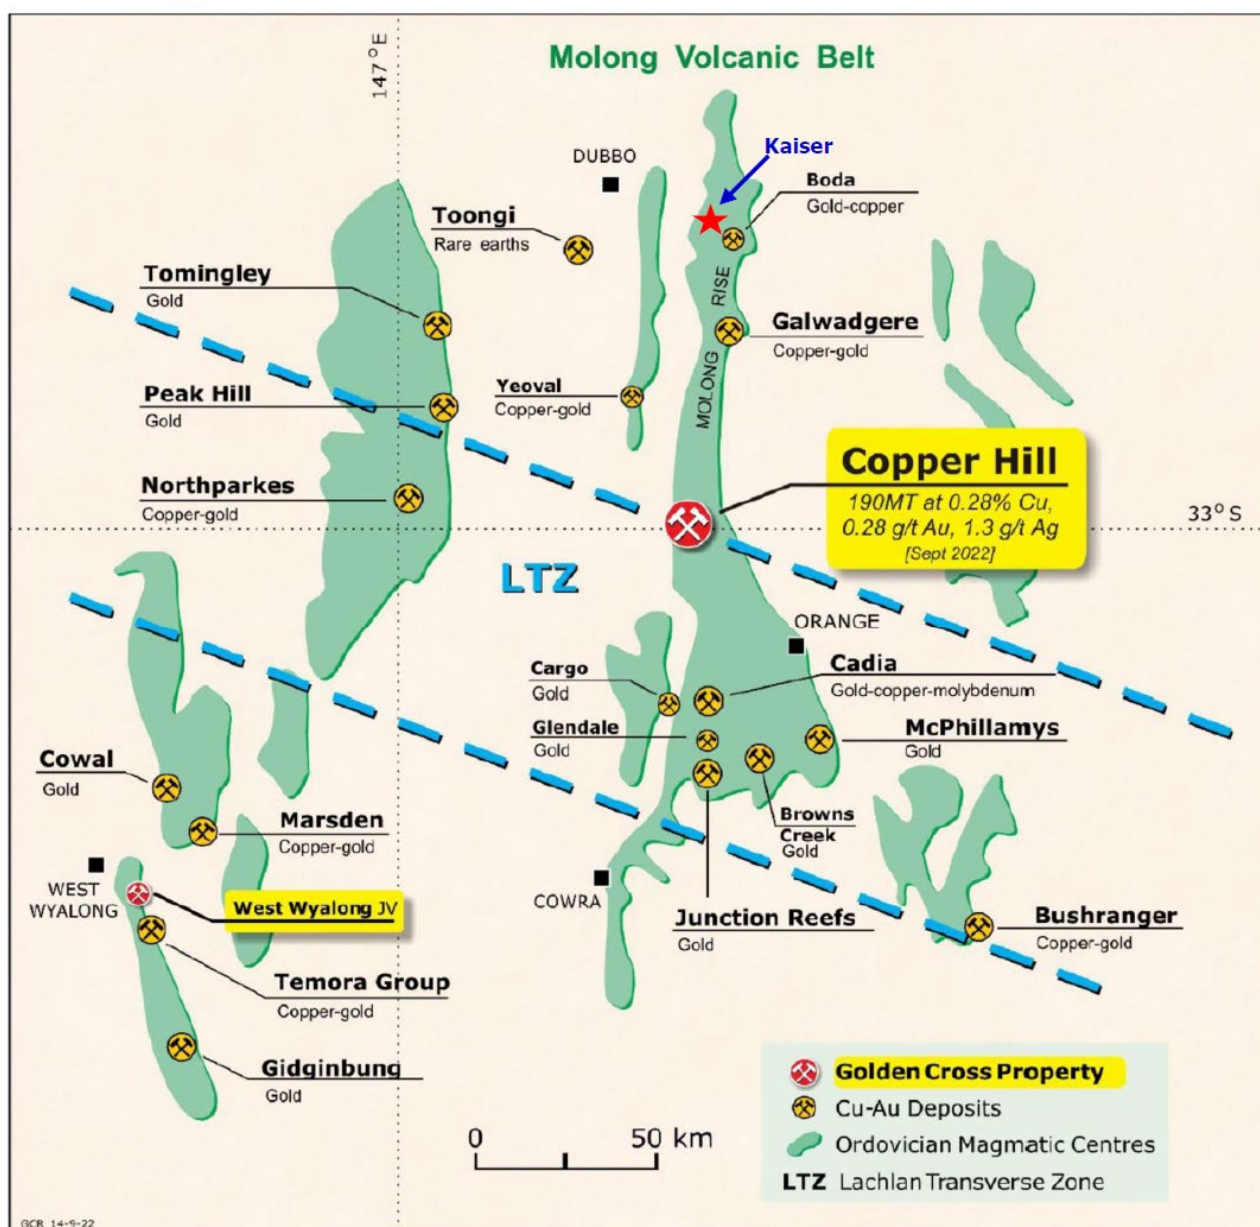 Molong Volcanic Belt
147°E
Kaiser
DUBBO
Boda
Gold-copper
Toongi
Rare earths
Tomingley
Gold
RISE
MOLONG
Galwadgere
Copper-gold
Peak Hill
Gold
Yeoval
Copper-gold
Copper Hill
190MT at 0.28% Cu,
0.28 g/t Au, 1.3 g/t Ag
[Sept 2022]
Northparkes
Copper-gold
33° S
LTZ
ORANGE
Cargo
Gold
Cadia
Gold-copper-molybdenum
Glendale
Gold
McPhillamys
Gold
Cowal
Gold
Browns
Creek
Gold
Marsden
Copper-gold
WEST
WYALONG
West Wyalong JV
COWRA
Junction Reefs
Gold
Bushranger
Copper-gold
Temora Group
Copper-gold
Gidginbung
Gold
0 50 km
Golden Cross Property
Cu-Au Deposits
Ordovician Magmatic Centres
LTZ Lachlan Transverse Zone
GCR 14-9-22